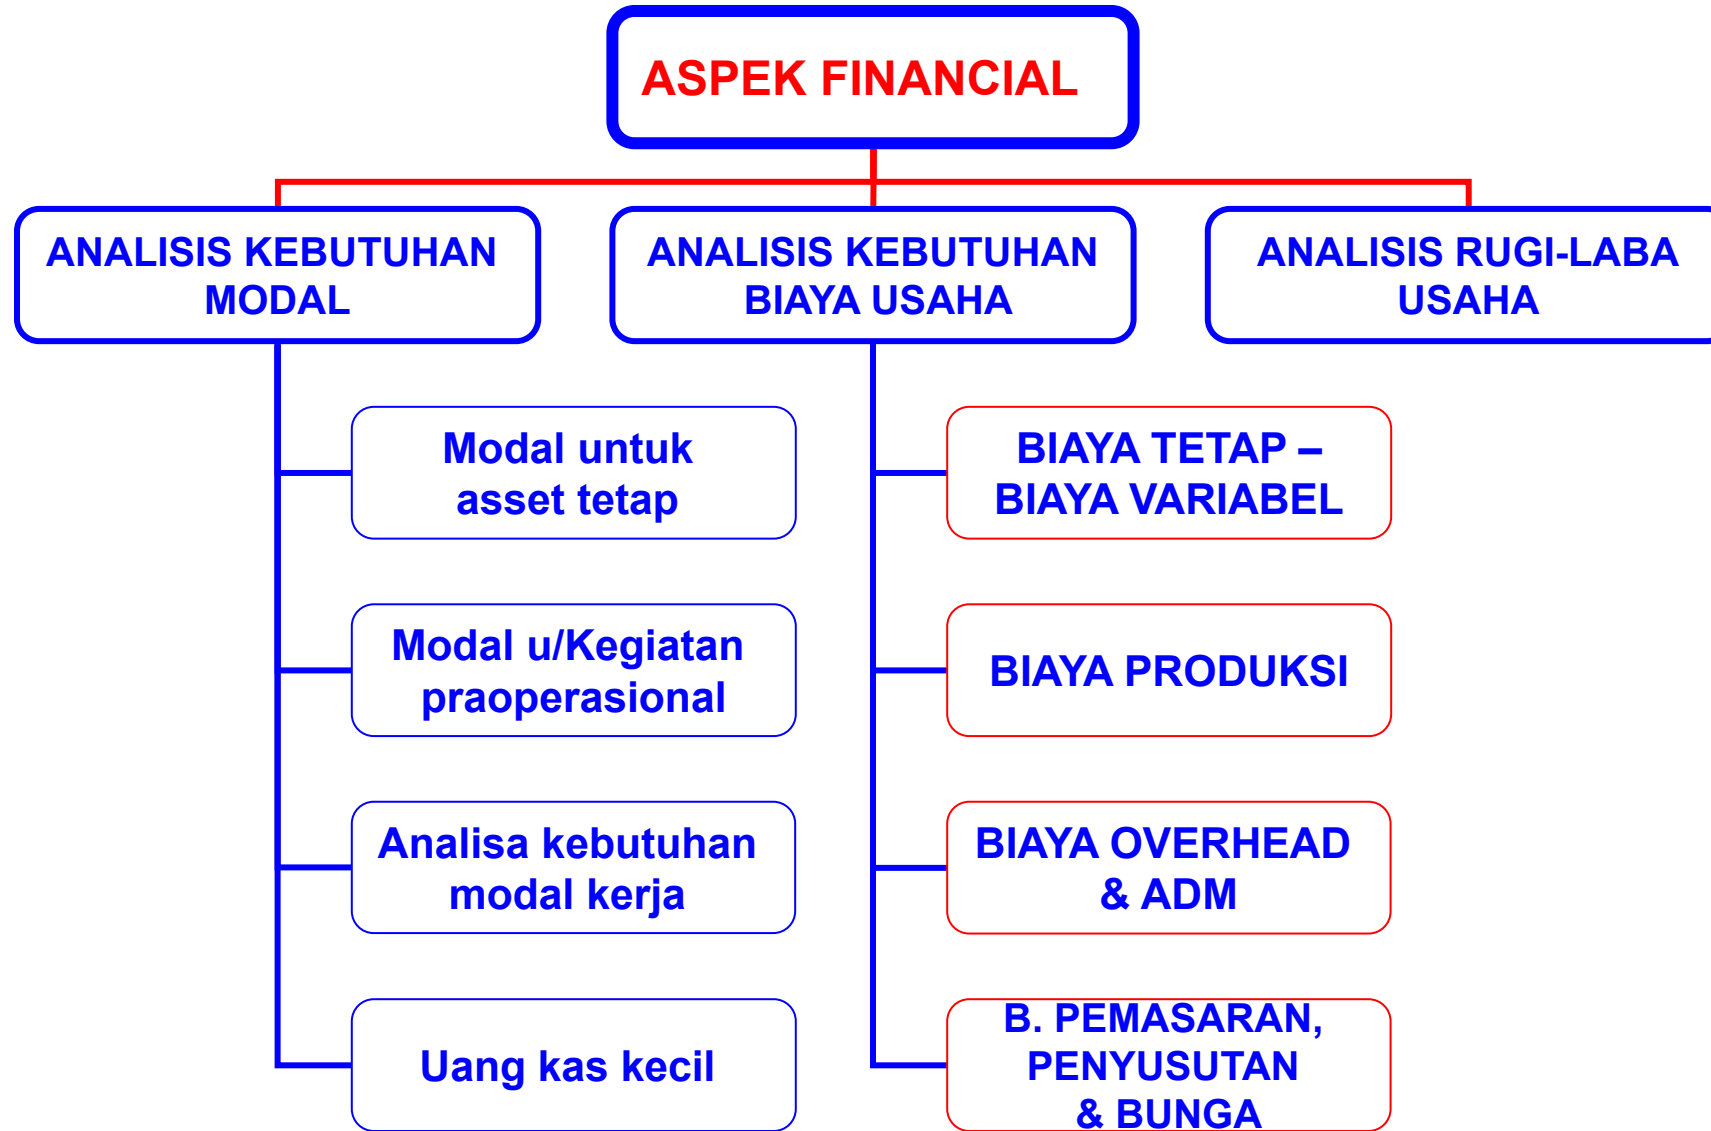 ASPEK FINANCIAL
ANALISIS KEBUTUHAN
MODAL
ANALISIS KEBUTUHAN
BIAYA USAHA
ANALISIS RUGI-LABA
USAHA
Modal untuk
asset tetap
Modal u/Kegiatan
praoperasional
Analisa kebutuhan
modal kerja
Uang kas kecil
BIAYA TETAP –
BIAYA VARIABEL
BIAYA PRODUKSI
BIAYA OVERHEAD
& ADM
B. PEMASARAN,
PENYUSUTAN
& BUNGA